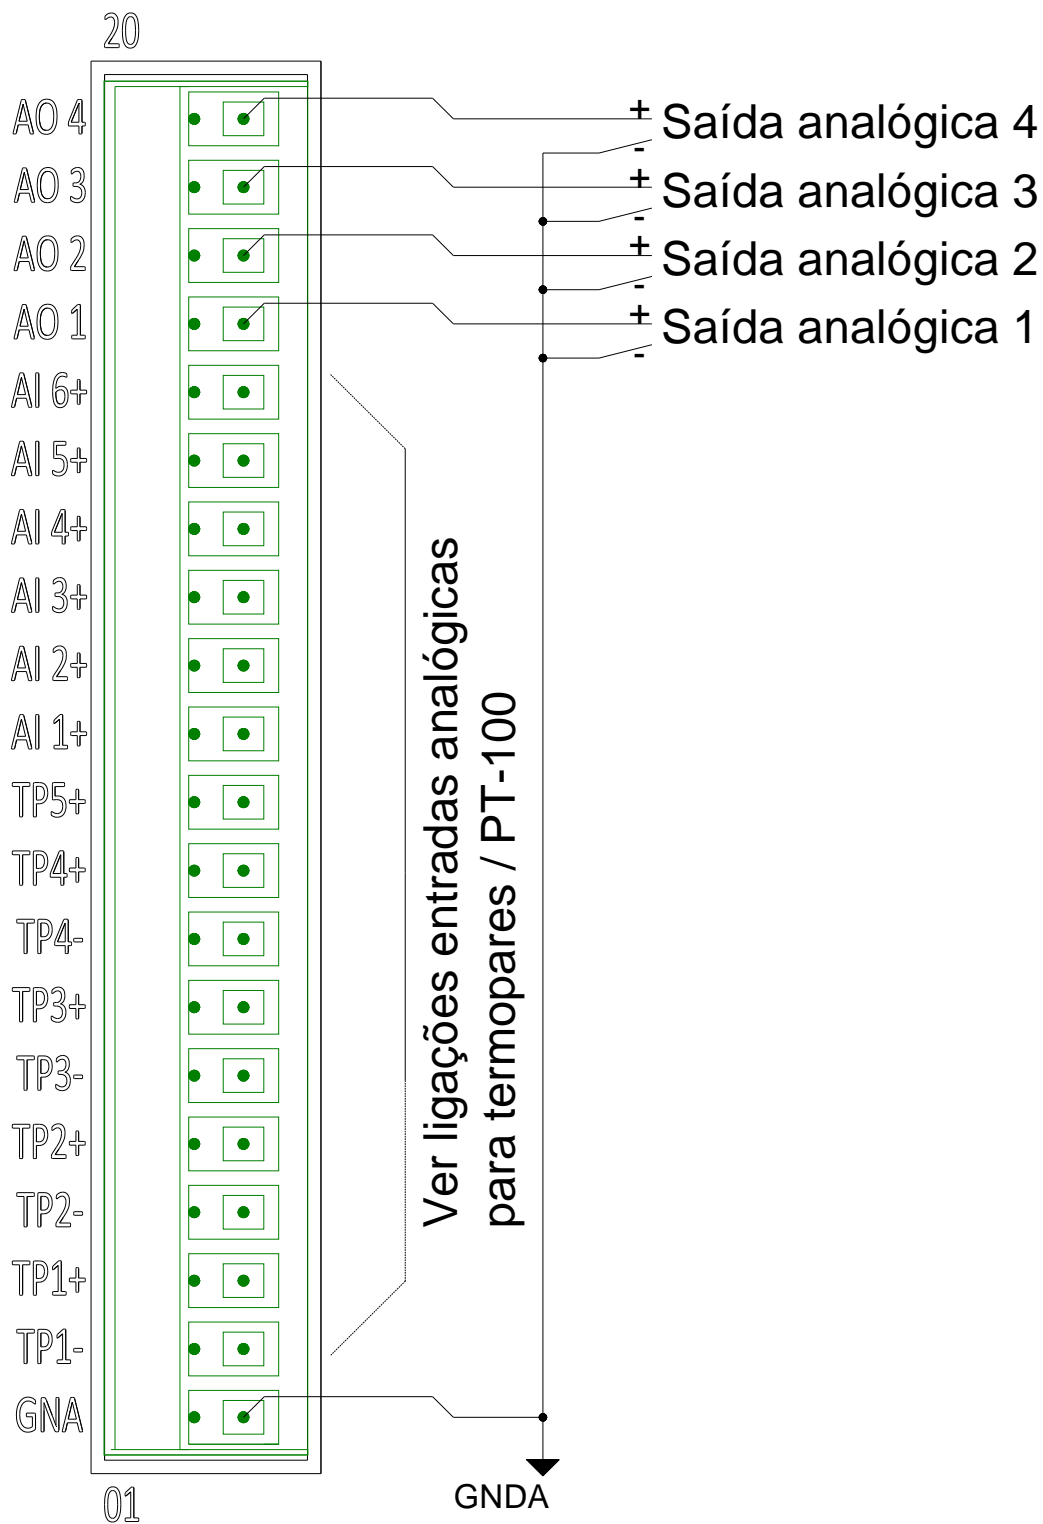 20
AO 4
AO 3
AO 2
AO 1
AI 6+
AI 5+
AI 4+
AI 3+
AI 2+
AI 1+
TP5+
TP4+
TP4-
TP3+
TP3-
TP2+
TP2-
TP1+
TP1-
GNA
01
+ Saída analógica 4
-
+ Saída analógica 3
-
+ Saída analógica 2
-
+ Saída analógica 1
-
Ver ligações entradas analógicas
para termopares / PT-100
GNDA